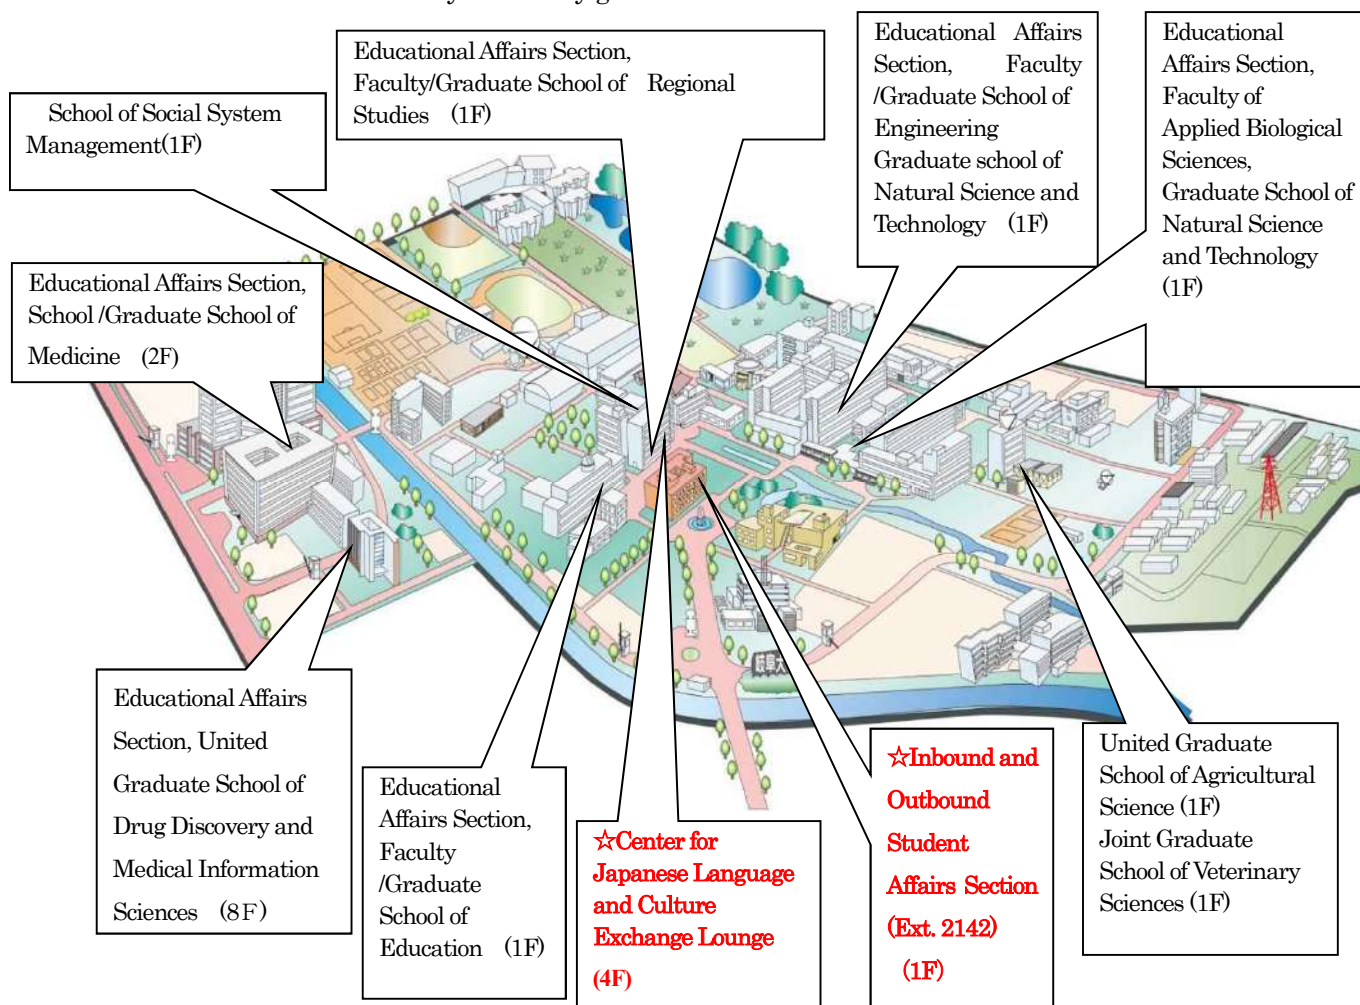 Educational Affairs Section,
Faculty/Graduate School of Regional
Studies (1F)
Educational Affairs
Section, Faculty
/Graduate School of
Engineering
Graduate school of
Natural Science and
Technology (1F)
Educational
Affairs Section,
Faculty of
Applied Biological
Sciences,
Graduate School of
Natural Science
and Technology
(1F)
School of Social System
Management(1F)
Educational Affairs Section,
School /Graduate School of
Medicine (2F)
岐阜大
Educational Affairs
Section, United
Graduate School of
Drug Discovery and
Medical Information
Sciences (8F)
Educational
Affairs Section,
Faculty
/Graduate
School of
Education (1F)
☆Center for
Japanese Language
and Culture
Exchange Lounge
(4F)
☆Inbound and
Outbound
Student
Affairs Section
(Ext. 2142)
(1F)
United Graduate
School of Agricultural
Science (1F)
Joint Graduate
School of Veterinary
Sciences (1F)